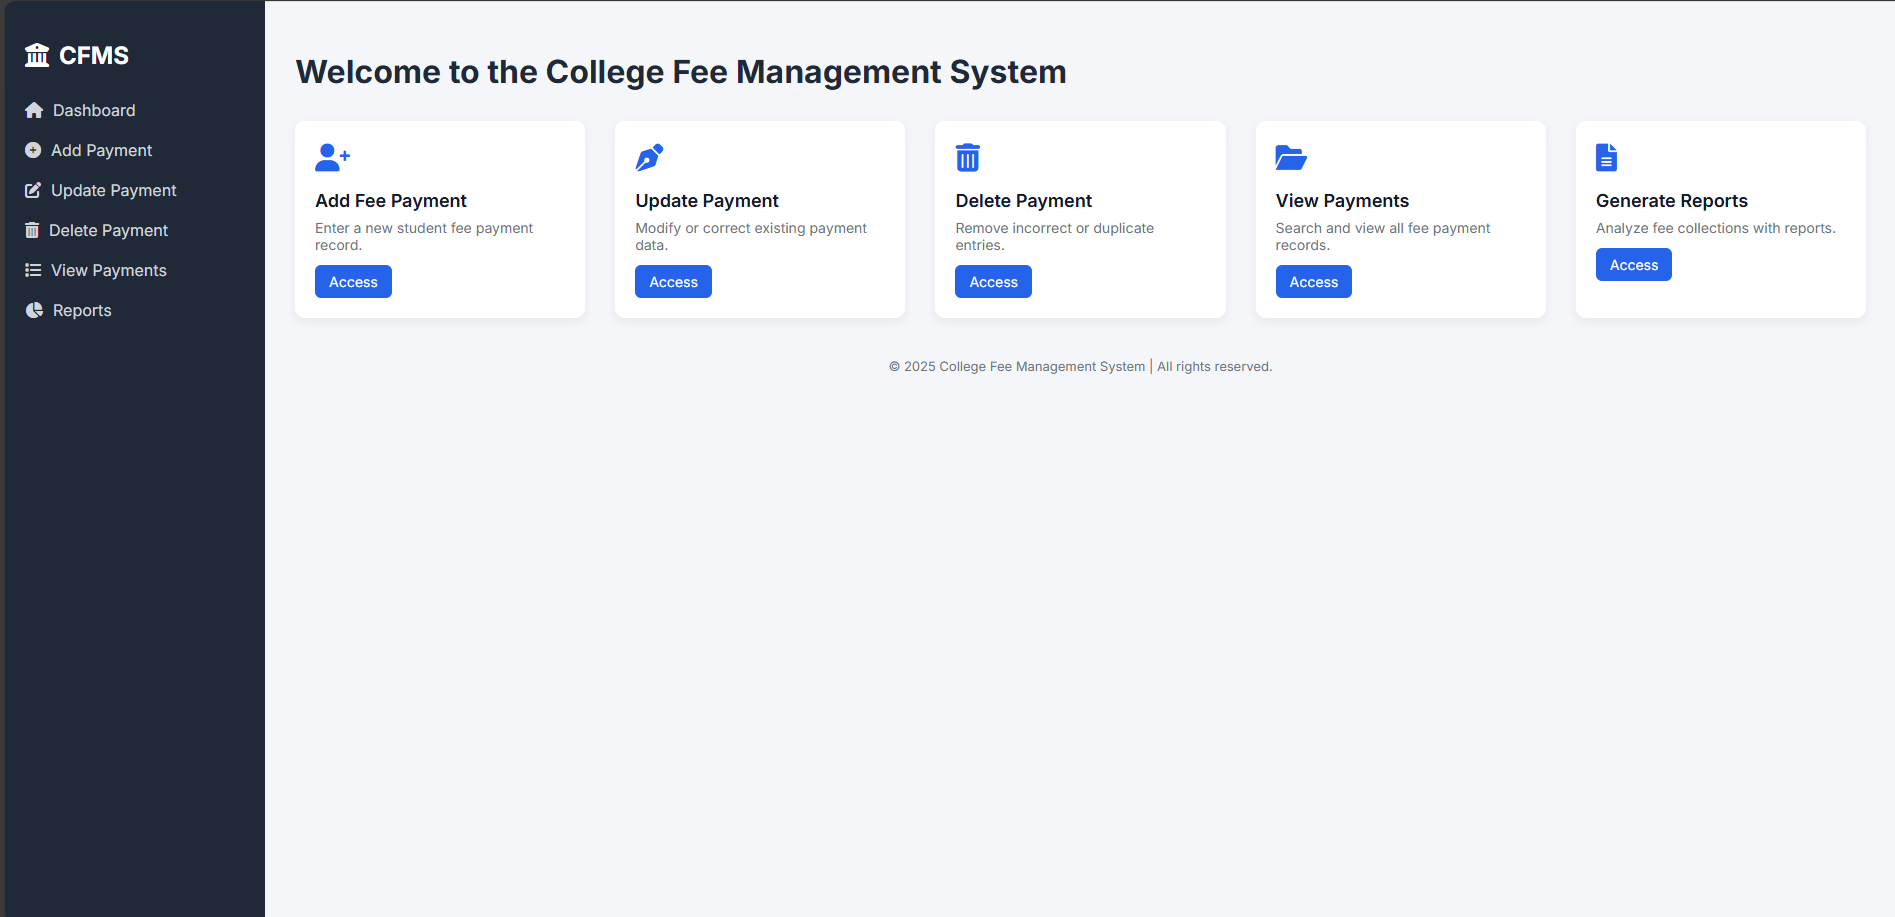 CFMS
Dashboard
Add Payment
Update Payment
Delete Payment
View Payments
Reports
Welcome to the College Fee Management System
Add Fee Payment
Enter a new student fee payment
record.
Access
Update Payment
Modify or correct existing payment
data.
Access
Delete Payment
Remove incorrect or duplicate
entries.
Access
View Payments
Search and view all fee payment
records.
Access
Generate Reports
Analyze fee collections with reports.
Access
© 2025 College Fee Management System | All rights reserved.